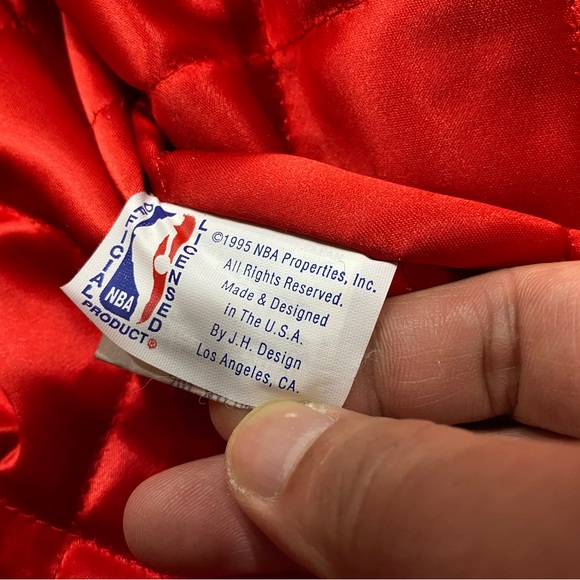 OFFICIAL LICENSED
NBA
PRODUCT®
©1995 NBA Properties, Inc.
All Rights Reserved.
Made & Designed
in The U.S.A.
By J.H. Design
Los Angeles, CA.